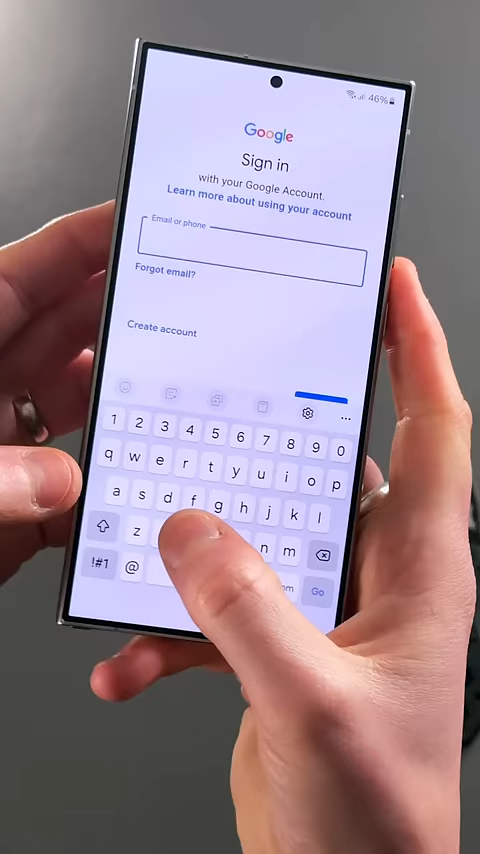 46%
Google
Sign in
with your Google Account.
Learn more about using your account
Email or phone
Forgot email?
Create account
1 2 3 4 5 6 7 8 9 0
q w e r t y u i o p
a s d f g h j k l
z n m
!#1 @ Go